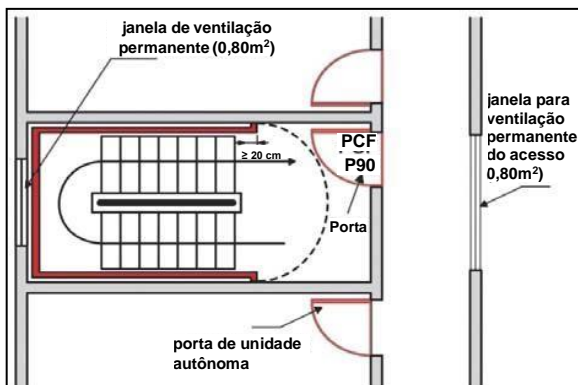 janela de ventilação
permanente (0,80m²)
PCF
P90
≥ 20 cm
Porta
janela para
ventilação
permanente
do acesso
(0,80m²)
porta de unidade
autônoma